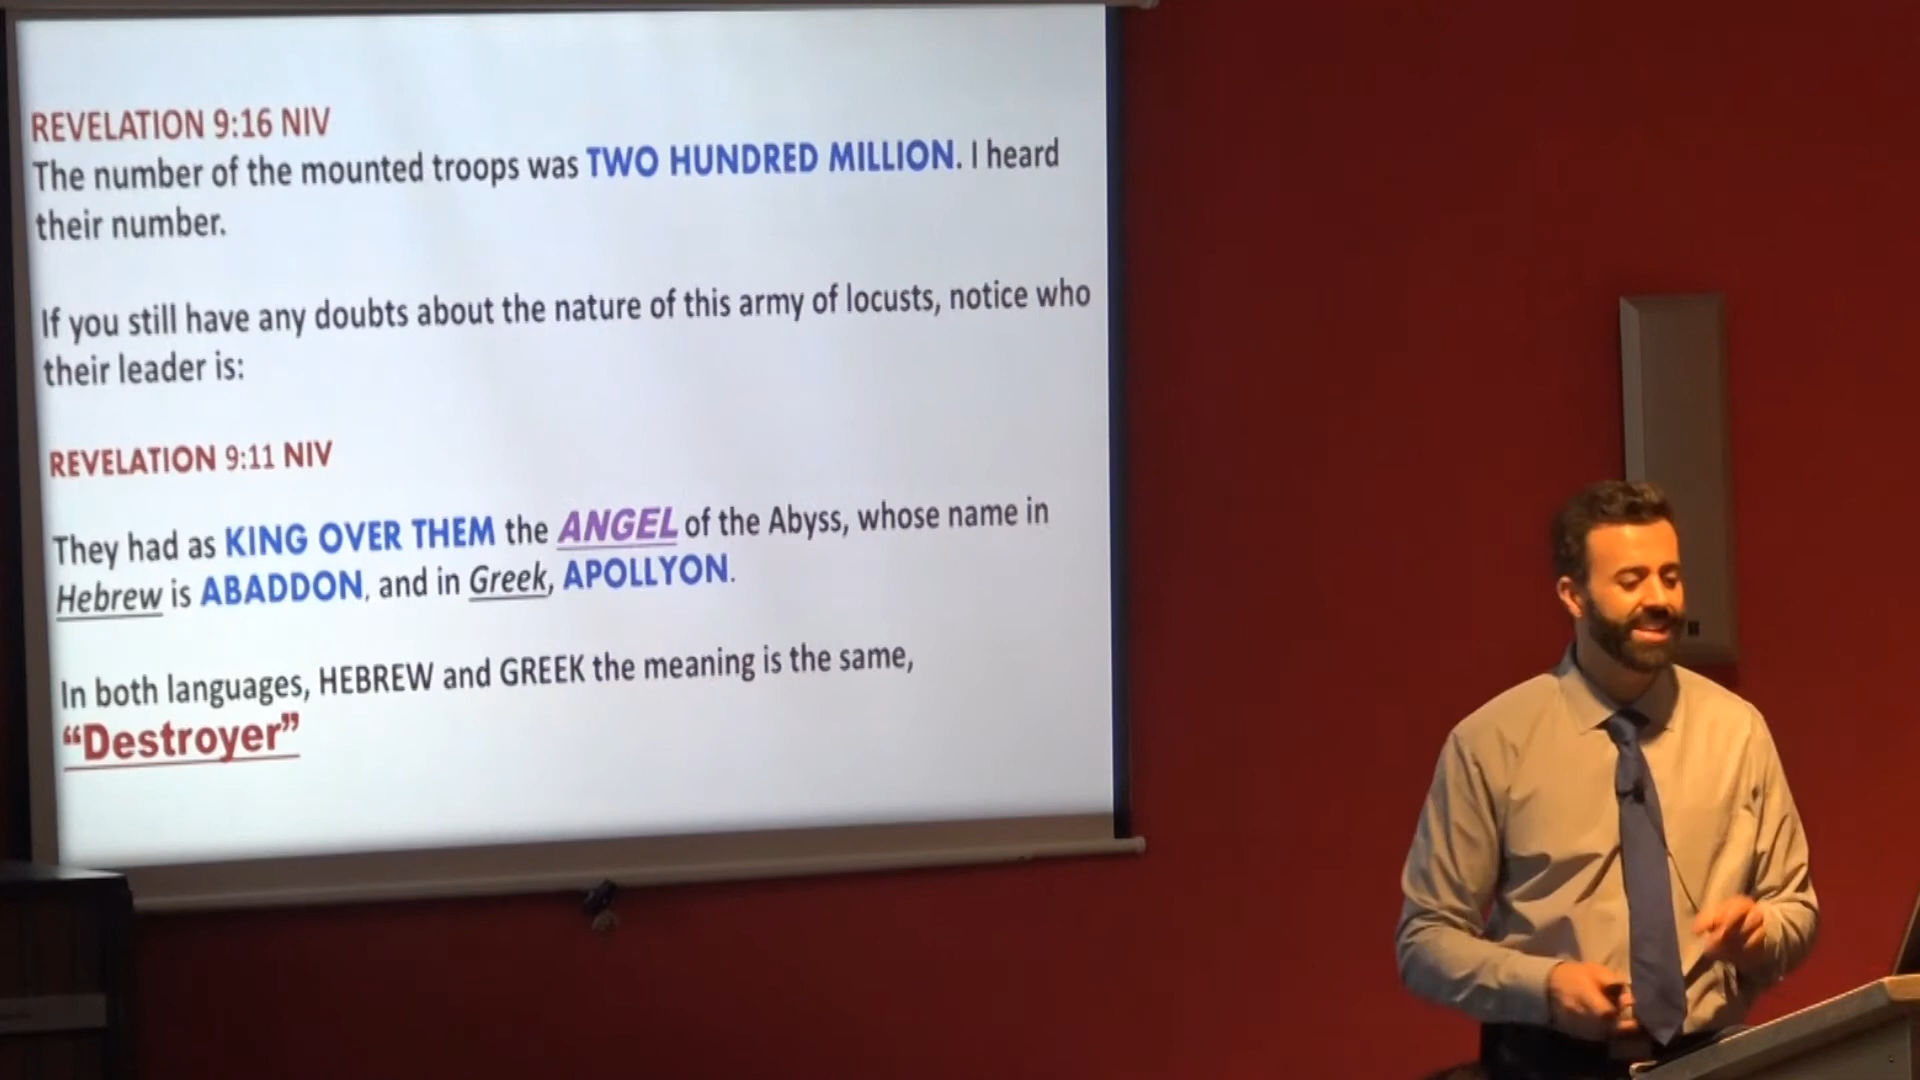 REVELATION 9:16 NIV
The number of the mounted troops was TWO HUNDRED MILLION. I heard
their number.
If you still have any doubts about the nature of this army of locusts, notice who
their leader is:
REVELATION 9:11 NIV
They had as KING OVER THEM the ANGEL of the Abyss, whose name in
Hebrew is ABADDON, and in Greek, APOLLYON.
In both languages, HEBREW and GREEK the meaning is the same,
“Destroyer”